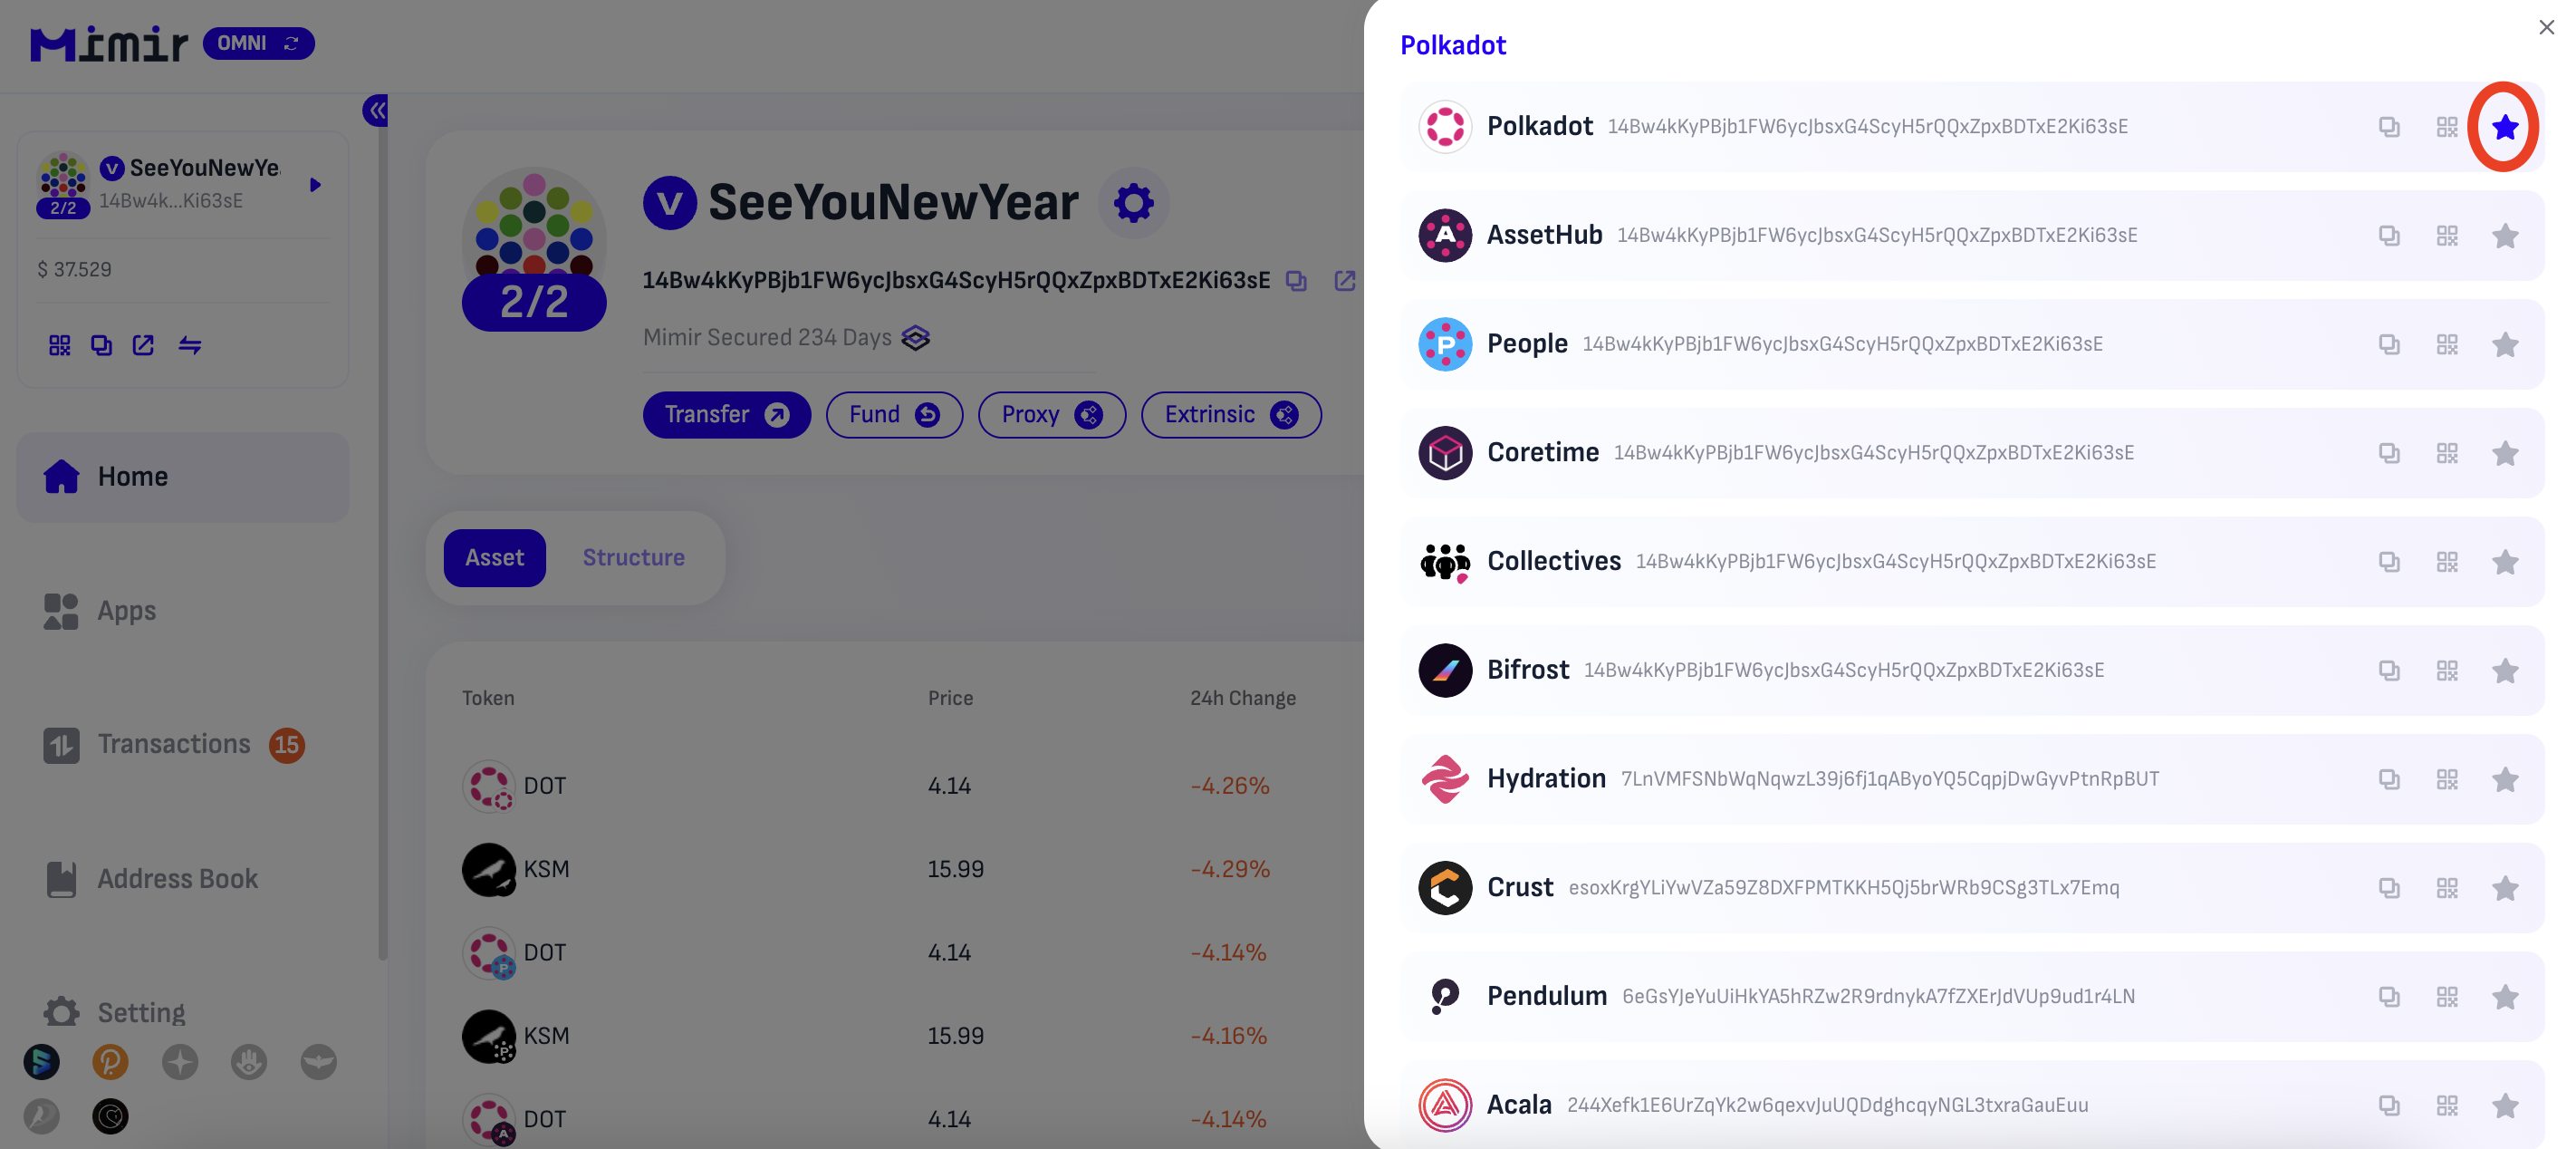 Mimir OMNI
SeeYouNewYe
14Bw4k...Ki63sE
2/2
$ 37.529
Home
Apps
Transactions 15
Address Book
Setting
SeeYouNewYear
2/2
14Bw4kKyPBjb1FW6ycJbsxG4ScyH5rQQxZpxBDTxE2Ki63sE
Mimir Secured 234 Days
Transfer Fund Proxy Extrinsic
Asset Structure
Token Price 24h Change
DOT 4.14 -4.26%
KSM 15.99 -4.29%
DOT 4.14 -4.14%
KSM 15.99 -4.16%
DOT 4.14 -4.14%
Polkadot
Polkadot 14Bw4kKyPBjb1FW6ycJbsxG4ScyH5rQQxZpxBDTxE2Ki63sE
AssetHub 14Bw4kKyPBjb1FW6ycJbsxG4ScyH5rQQxZpxBDTxE2Ki63sE
People 14Bw4kKyPBjb1FW6ycJbsxG4ScyH5rQQxZpxBDTxE2Ki63sE
Coretime 14Bw4kKyPBjb1FW6ycJbsxG4ScyH5rQQxZpxBDTxE2Ki63sE
Collectives 14Bw4kKyPBjb1FW6ycJbsxG4ScyH5rQQxZpxBDTxE2Ki63sE
Bifrost 14Bw4kKyPBjb1FW6ycJbsxG4ScyH5rQQxZpxBDTxE2Ki63sE
Hydration 7LnVMFSNbWqNqwzL39j6fj1qAByoYQ5CqpjDwGyvPtnRpBUT
Crust esoxKrgYLiYwVZa59Z8DXFPMTKKH5Qj5brWRb9CSg3TLx7Emq
Pendulum 6eGsYJeYuUiHkYA5hRZw2R9rdnykA7fZXErJdVUp9ud1r4LN
Acala 244Xefk1E6UrZqYk2w6qexvJuUQDdghcqyNGL3txraGauEuu